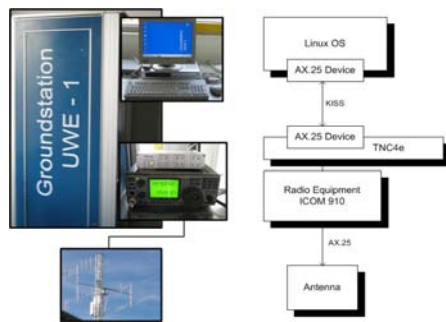 Groundstation
UWE - 1
Linux OS
AX.25 Device
KISS
AX.25 Device
TNC4e
Radio Equipment
ICOM 910
AX.25
Antenna